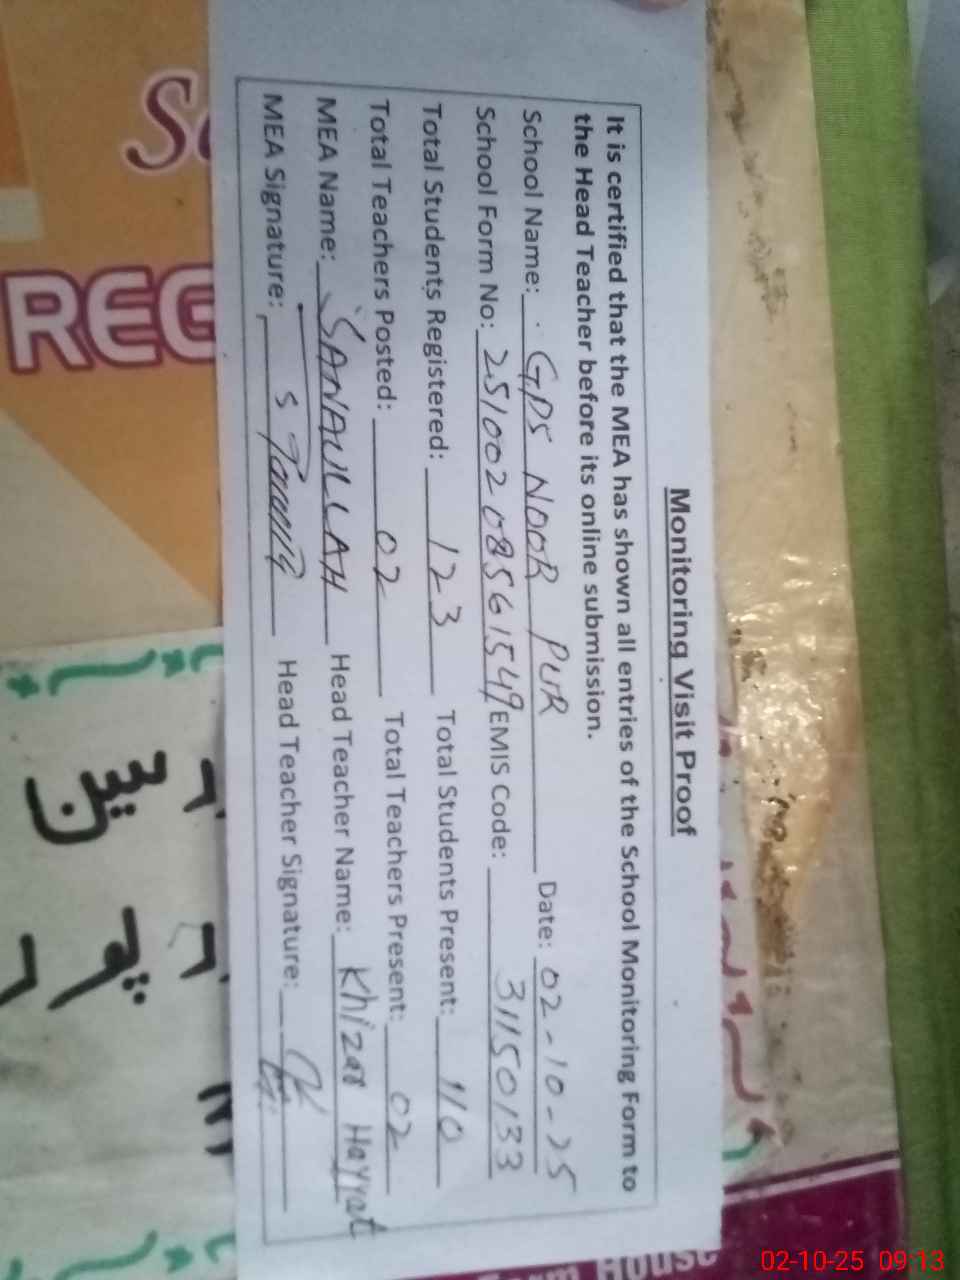 Monitoring Visit Proof
It is certified that the MEA has shown all entries of the School Monitoring Form to
the Head Teacher before its online submission.
School Name: GPS NOOR PUR Date: 02-10-25
School Form No: 25100208561549 EMIS Code: 31150133
Total Students Registered: 123 Total Students Present: 110
Total Teachers Posted: 02 Total Teachers Present: 02
MEA Name: SANAULLAH Head Teacher Name: Khizar Hayyat
MEA Signature: Head Teacher Signature:
REG
House
02-10-25 09:13